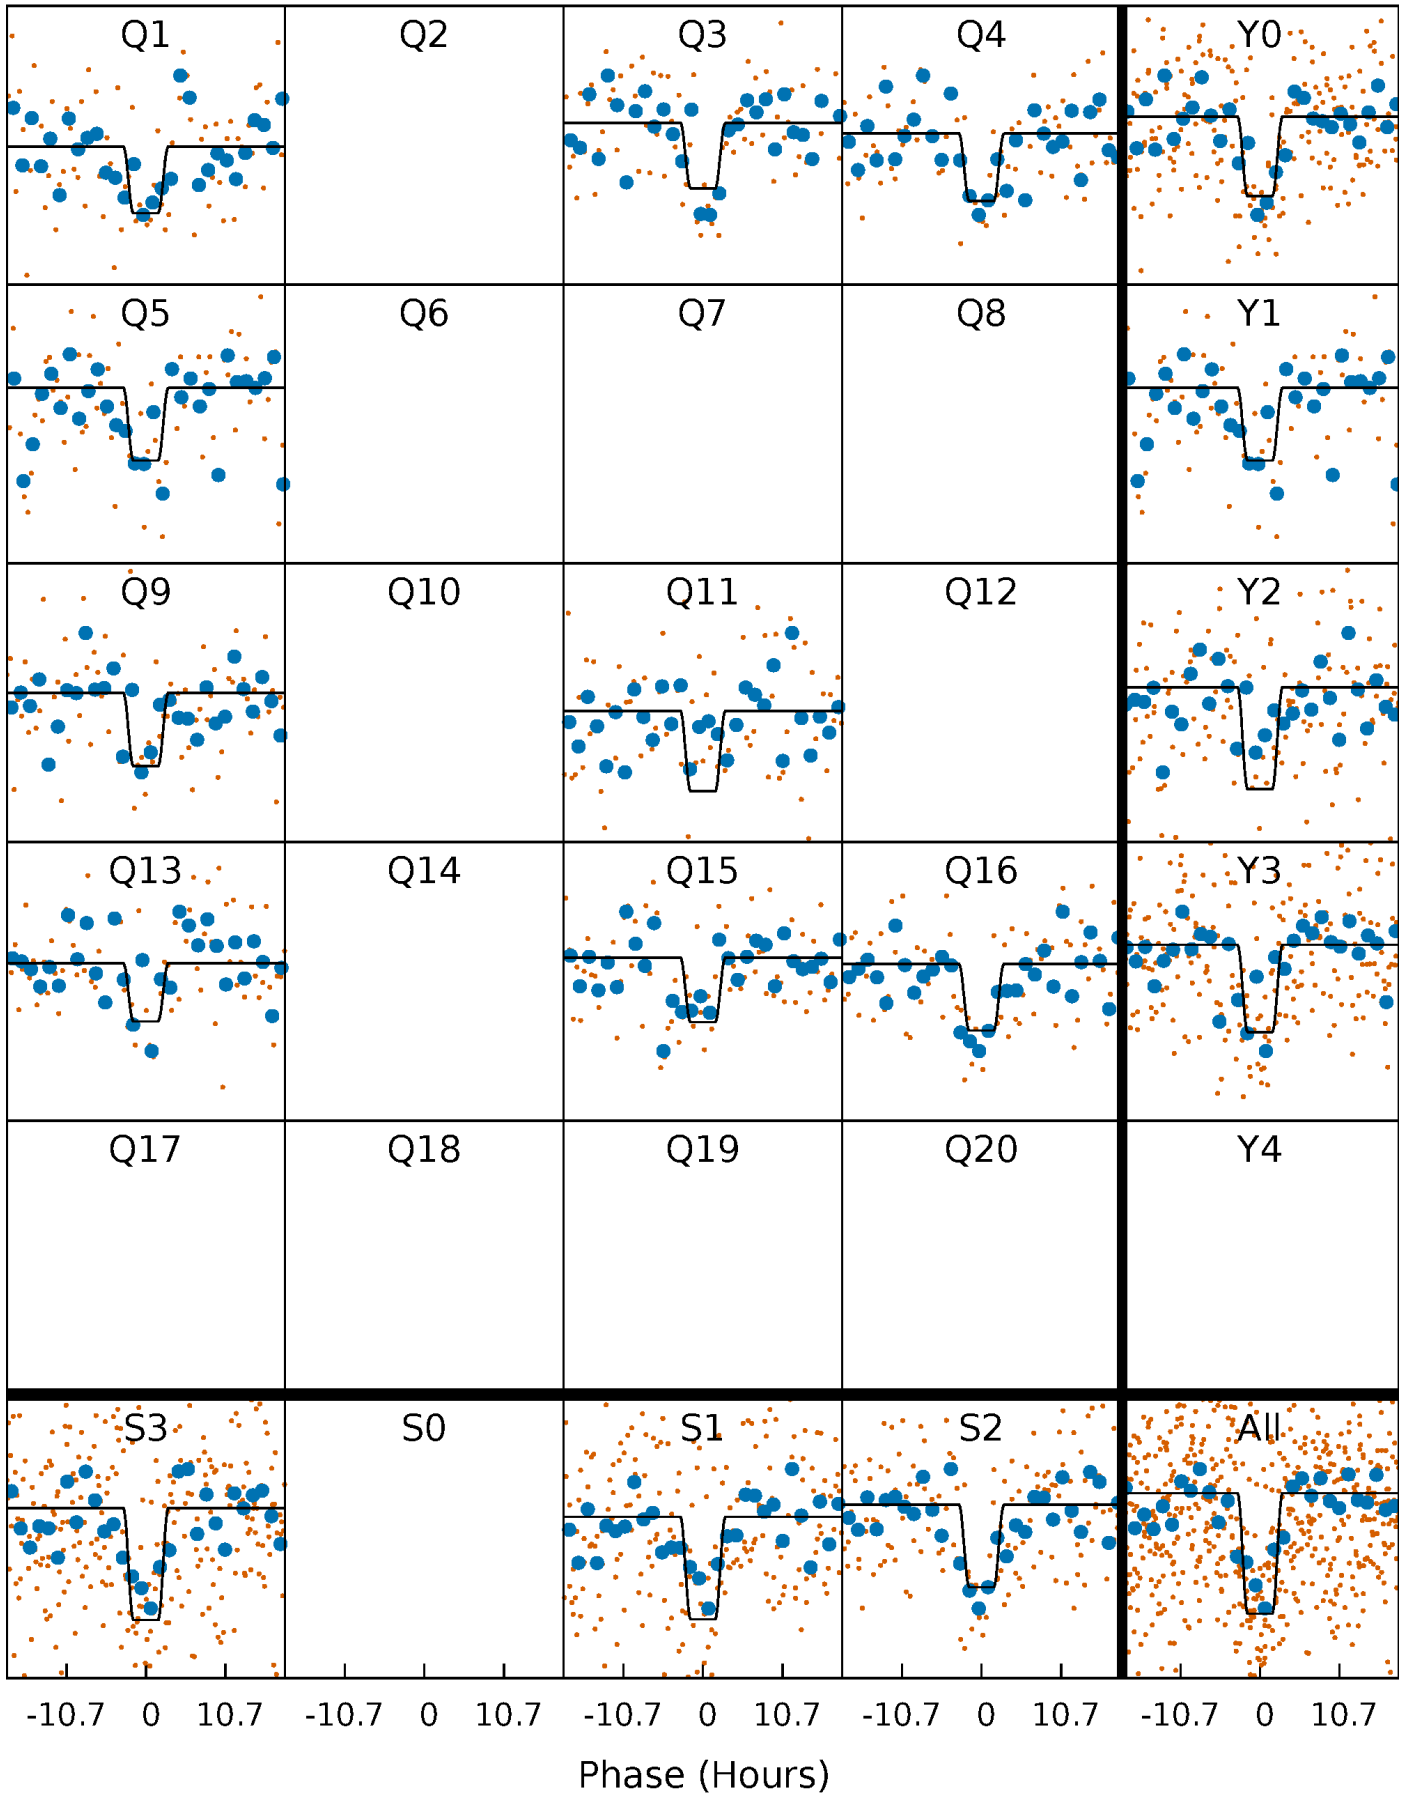 Q1 Q2 Q3 Q4 Y0
Q5 Q6 Q7 Q8 Y1
Q9 Q10 Q11 Q12 Y2
Q13 Q14 Q15 Q16 Y3
Q17 Q18 Q19 Q20 Y4
S3 S0 S1 S2 All
-10.7 0 10.7 -10.7 0 10.7 -10.7 0 10.7 -10.7 0 10.7 -10.7 0 10.7
Phase (Hours)